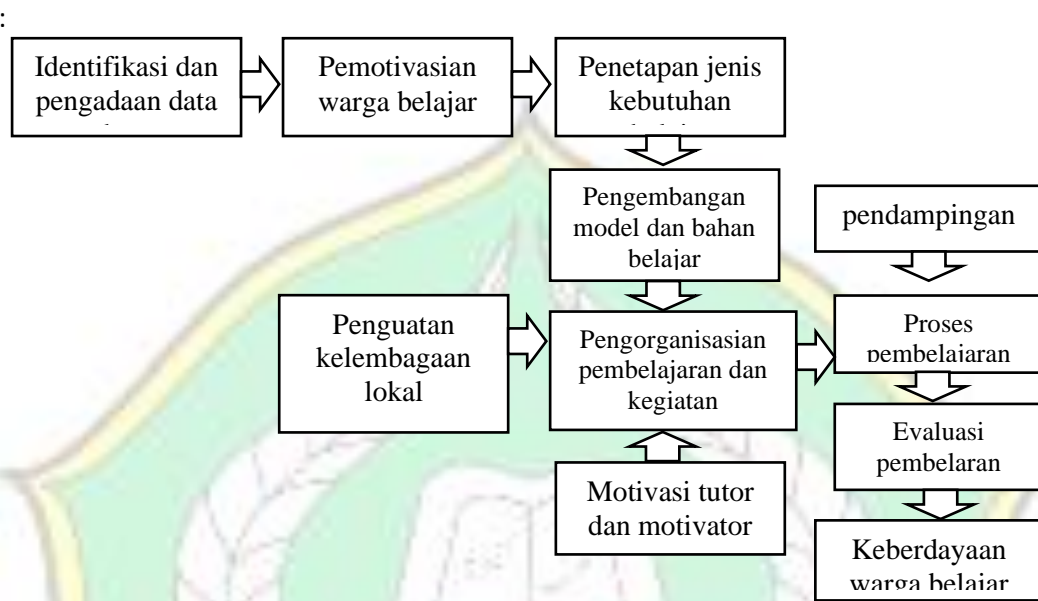 :
Identifikasi dan
pengadaan data
Pemotivasian
warga belajar
Penetapan jenis
kebutuhan
Pengembangan
model dan bahan
belajar
pendampingan
Penguatan
kelembagaan
lokal
Pengorganisasian
pembelajaran dan
kegiatan
Proses
pembelajaran
Evaluasi
pembelaran
Motivasi tutor
dan motivator
Keberdayaan
warga belajar